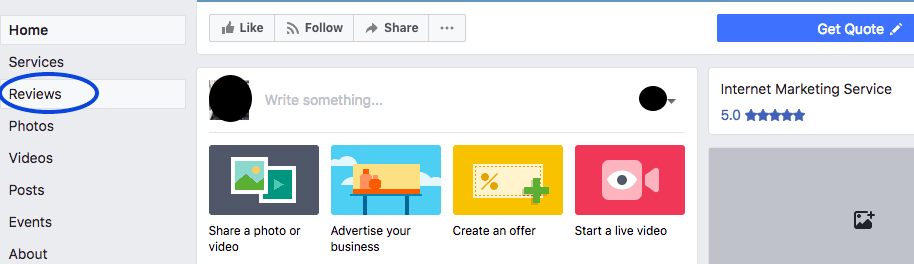 Home
Services
Reviews
Photos
Videos
Posts
Events
About
Like Follow Share
Get Quote
Write something...
Share a photo or
video
Advertise your
business
Create an offer
Start a live video
Internet Marketing Service
5.0